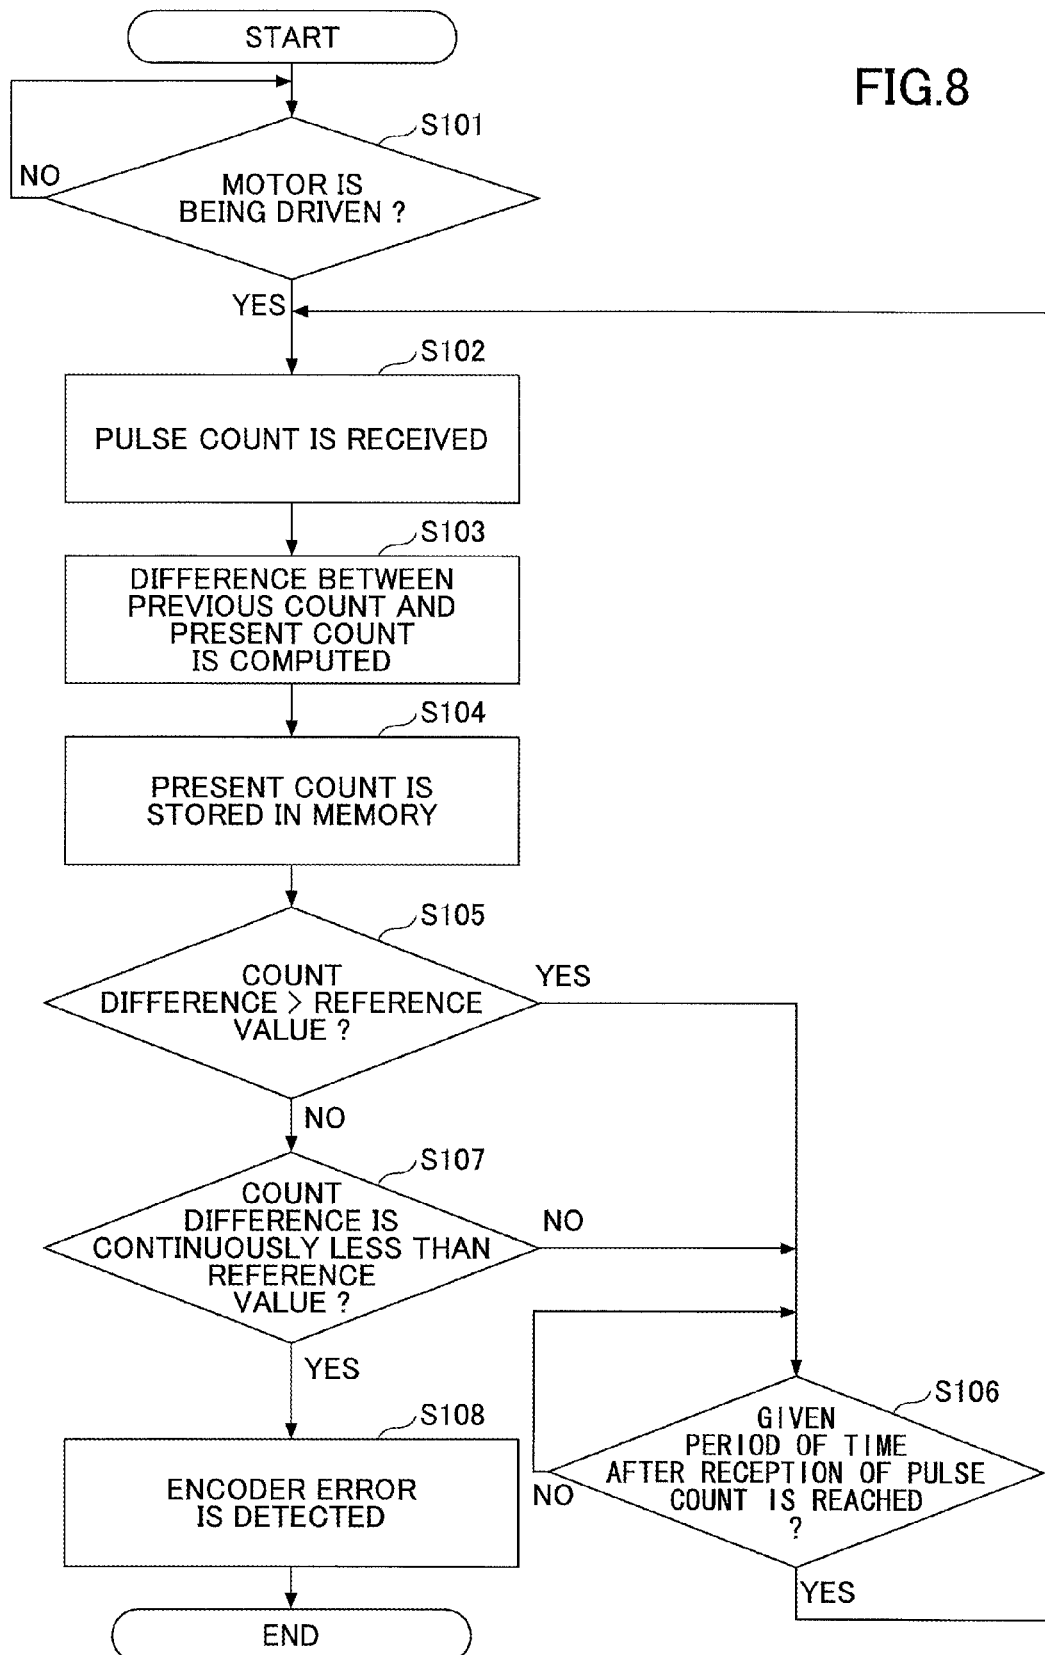 START
FIG.8
S101
NO
MOTOR IS
BEING DRIVEN ?
YES
S102
PULSE COUNT IS RECEIVED
S103
DIFFERENCE BETWEEN
PREVIOUS COUNT AND
PRESENT COUNT
IS COMPUTED
S104
PRESENT COUNT IS
STORED IN MEMORY
S105
COUNT
DIFFERENCE > REFERENCE
VALUE ?
YES
NO
S107
COUNT
DIFFERENCE IS
CONTINUOUSLY LESS THAN
REFERENCE
VALUE ?
NO
YES
S106
GIVEN
PERIOD OF TIME
AFTER RECEPTION OF PULSE
COUNT IS REACHED
?
NO
YES
S108
ENCODER ERROR
IS DETECTED
END